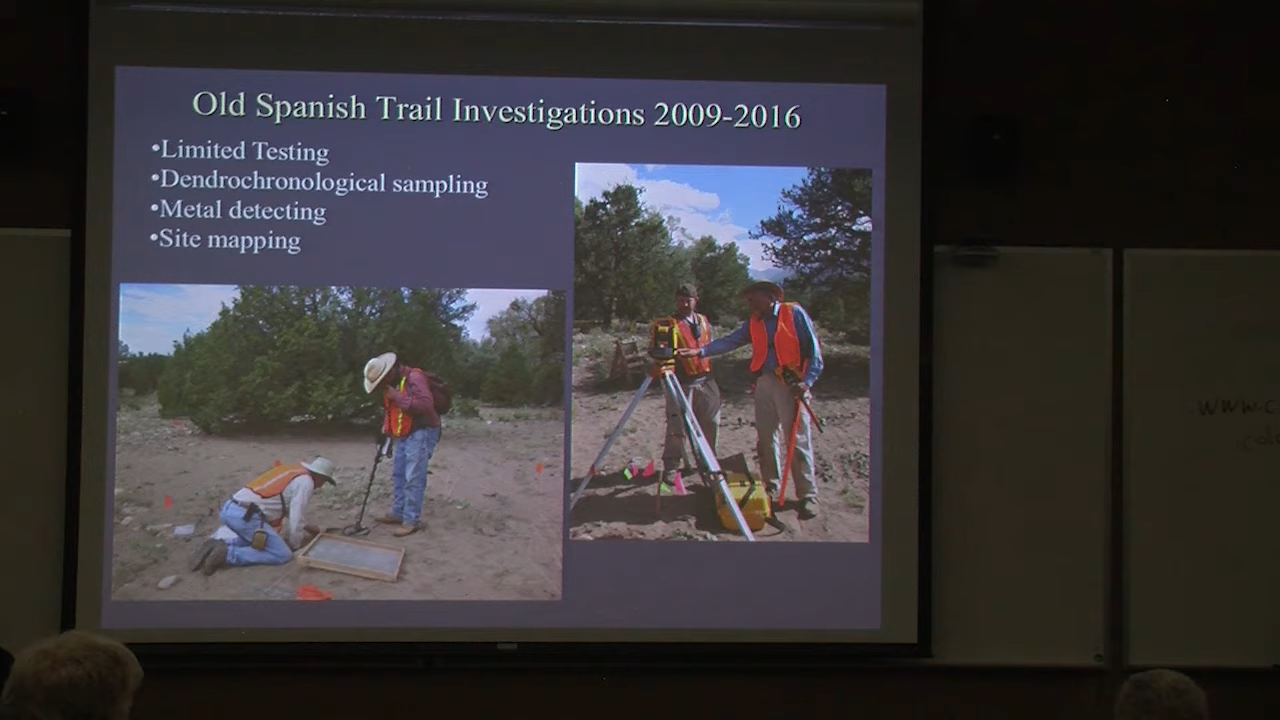 Old Spanish Trail Investigations 2009-2016
•Limited Testing
•Dendrochronological sampling
•Metal detecting
•Site mapping